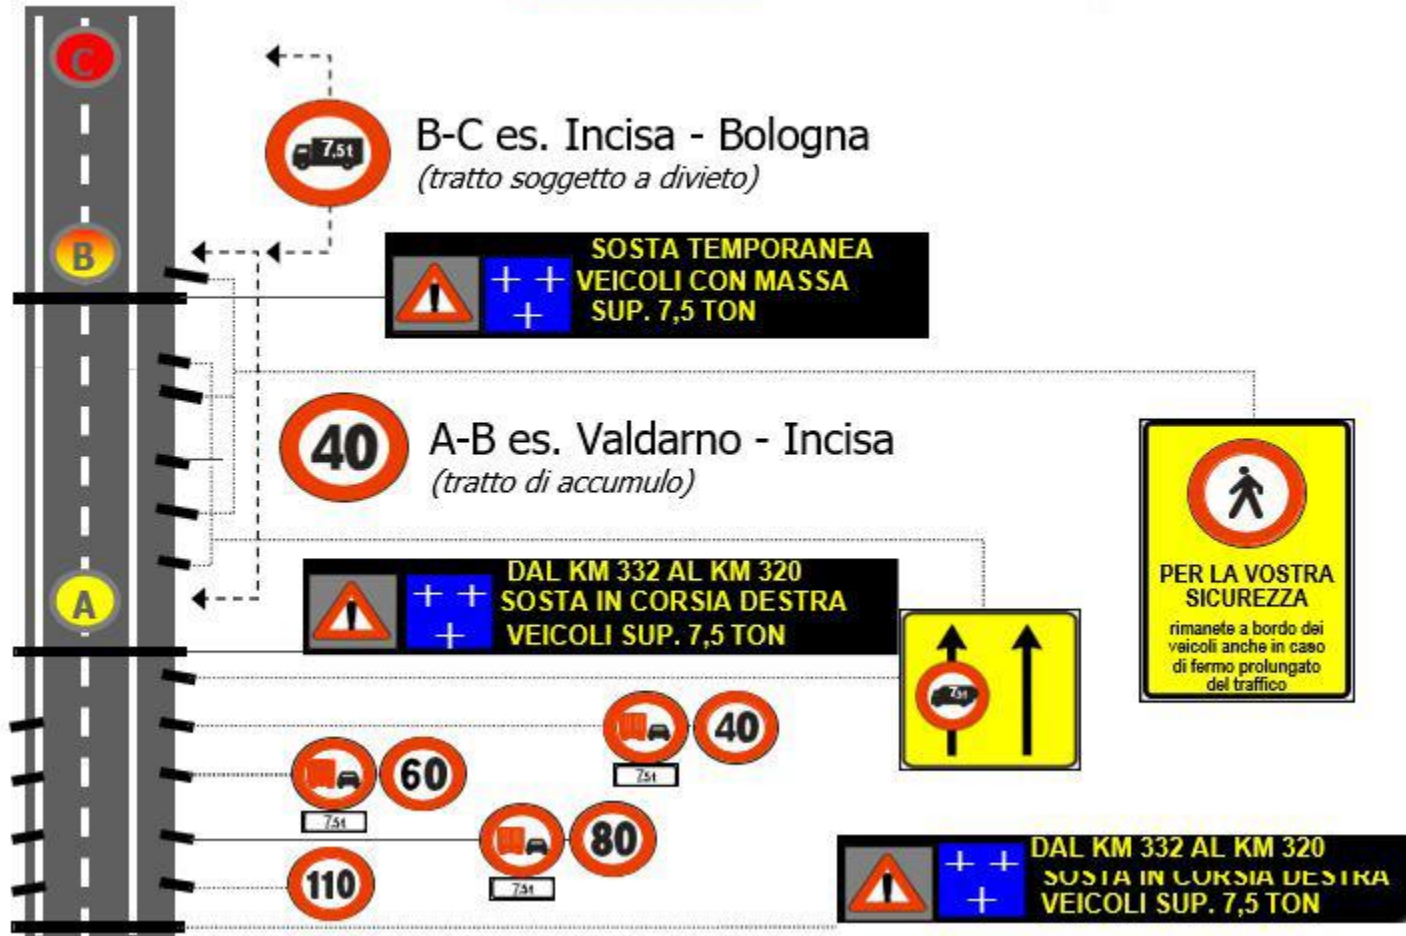 C
7,5t
B-C es. Incisa - Bologna
(tratto soggetto a divieto)
B
SOSTA TEMPORANEA
VEICOLI CON MASSA
SUP. 7,5 TON
40
A-B es. Valdarno - Incisa
(tratto di accumulo)
PER LA VOSTRA
SICUREZZA
rimanete a bordo dei
veicoli anche in caso
di fermo prolungato
del traffico
A
DAL KM 332 AL KM 320
SOSTA IN CORSIA DESTRA
VEICOLI SUP. 7,5 TON
40
7,5t
60
7,5t
80
7,5t
110
DAL KM 332 AL KM 320
SOSTA IN CORSIA DESTRA
VEICOLI SUP. 7,5 TON